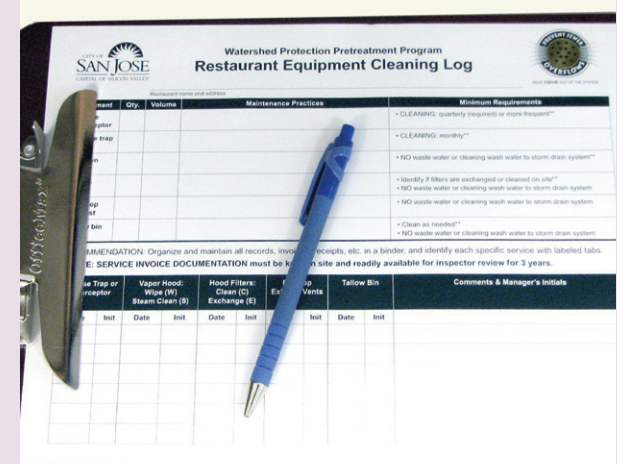 CITY OF
SAN JOSE
CAPITAL OF SILICON VALLEY
Watershed Protection Pretreatment Program
Restaurant Equipment Cleaning Log
PREVENT SEWER
OVERFLOWS
Restaurant name and address
Qty. Volume Maintenance Practices Minimum Requirements
• CLEANING: quarterly (required) or more frequent**
trap • CLEANING: monthly**
• NO waste water or cleaning wash water to storm drain system**
• Identify if filters are exchanged or cleaned on site**
• NO waste water or cleaning wash water to storm drain system
• NO waste water or cleaning wash water to storm drain system
bin • Clean as needed**
• NO waste water or cleaning wash water to storm drain system
OfficeMax
MMENDATION: Organize and maintain all records, receipts, etc. in a binder, and identify each specific service with labeled tabs.
E: SERVICE INVOICE DOCUMENTATION must be site and readily available for inspector review for 3 years.
Trap or Vapor Hood: Hood Filters: Tallow Bin Comments & Manager's Initials
Wipe (W) Clean (C) Vents
Steam Clean (S) Exchange (E)
Init Date Init Date Init Init Date Init